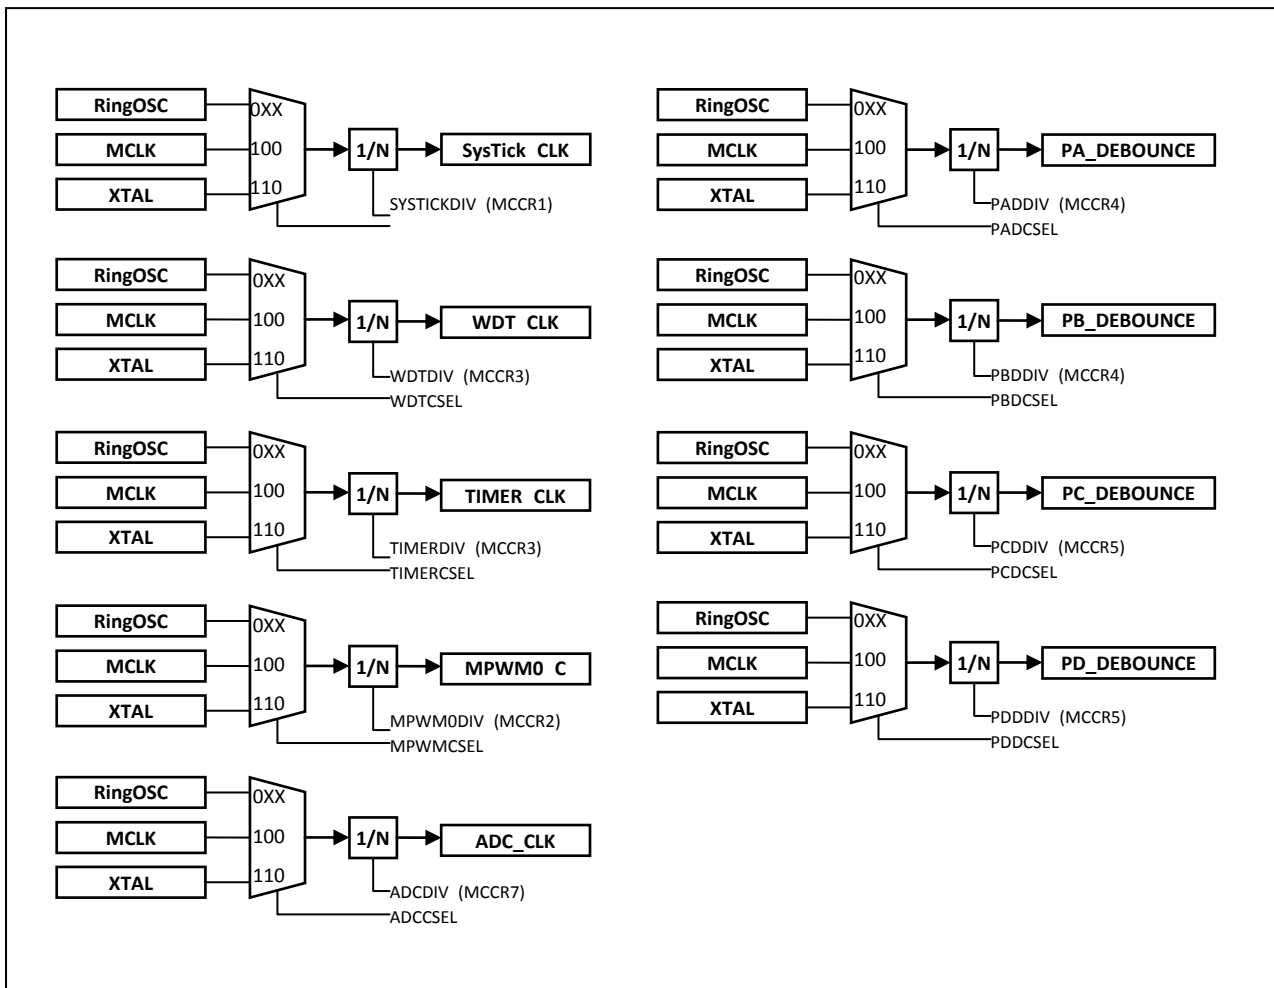 RingOSC
0XX
MCLK
100
1/N
SysTick CLK
XTAL
110
SYSTICKDIV (MCCR1)
RingOSC
0XX
MCLK
100
1/N
WDT CLK
XTAL
110
WDTDIV (MCCR3)
WDTCSEL
RingOSC
0XX
MCLK
100
1/N
TIMER CLK
XTAL
110
TIMERDIV (MCCR3)
TIMERCSEL
RingOSC
0XX
MCLK
100
1/N
MPWM0 C
XTAL
110
MPWM0DIV (MCCR2)
MPWMCSEL
RingOSC
0XX
MCLK
100
1/N
ADC_CLK
XTAL
110
ADCDIV (MCCR7)
ADCCSEL
RingOSC
0XX
MCLK
100
1/N
PA_DEBOUNCE
XTAL
110
PADDIV (MCCR4)
PADCSEL
RingOSC
0XX
MCLK
100
1/N
PB_DEBOUNCE
XTAL
110
PBDDIV (MCCR4)
PBDCSEL
RingOSC
0XX
MCLK
100
1/N
PC_DEBOUNCE
XTAL
110
PCDDIV (MCCR5)
PCDCSEL
RingOSC
0XX
MCLK
100
1/N
PD_DEBOUNCE
XTAL
110
PDDDIV (MCCR5)
PDDCSEL